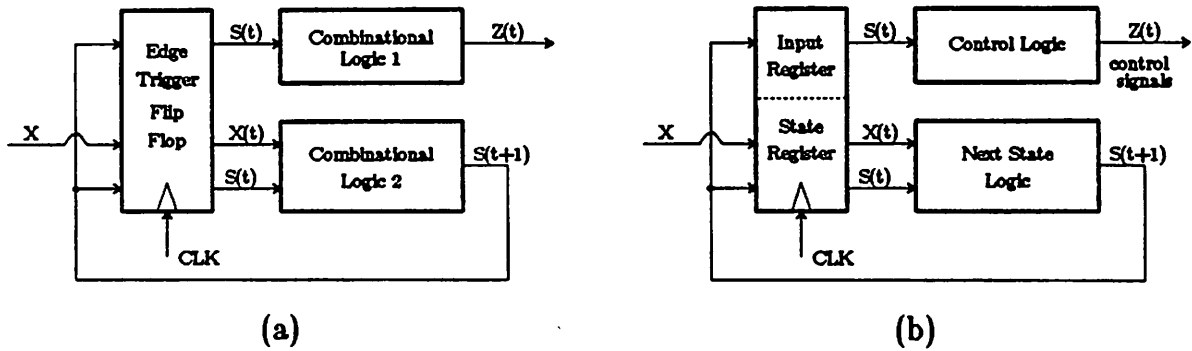 Edge
Trigger
Flip
Flop
X
S(t)
X(t)
S(t)
CLK
Combinational
Logic 1
Z(t)
Combinational
Logic 2
S(t+1)
(a)
Input
Register
State
Register
X
S(t)
X(t)
S(t)
CLK
Control Logic
Z(t)
control
signals
Next State
Logic
S(t+1)
(b)